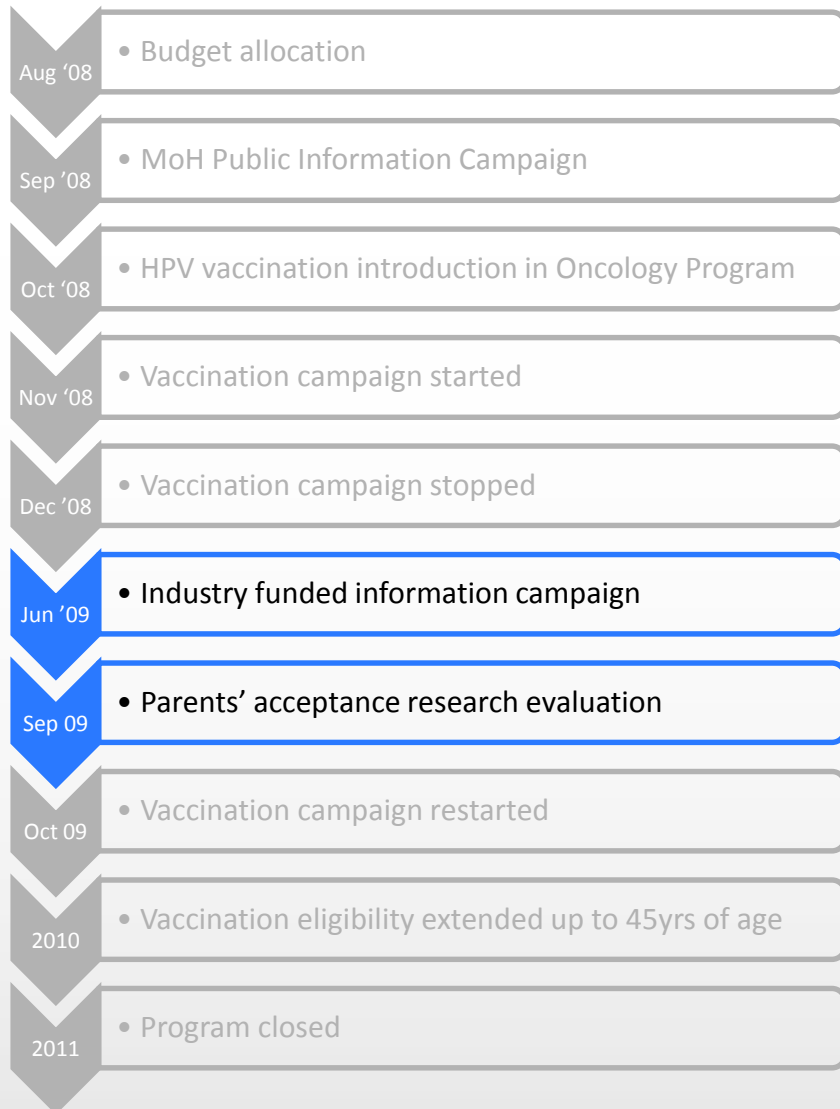 Aug ‘08
• Budget allocation
Sep ’08
• MoH Public Information Campaign
Oct ‘08
• HPV vaccination introduction in Oncology Program
Nov ‘08
• Vaccination campaign started
Dec ’08
• Vaccination campaign stopped
Jun ’09
• Industry funded information campaign
Sep 09
• Parents’ acceptance research evaluation
Oct 09
• Vaccination campaign restarted
2010
• Vaccination eligibility extended up to 45yrs of age
2011
• Program closed